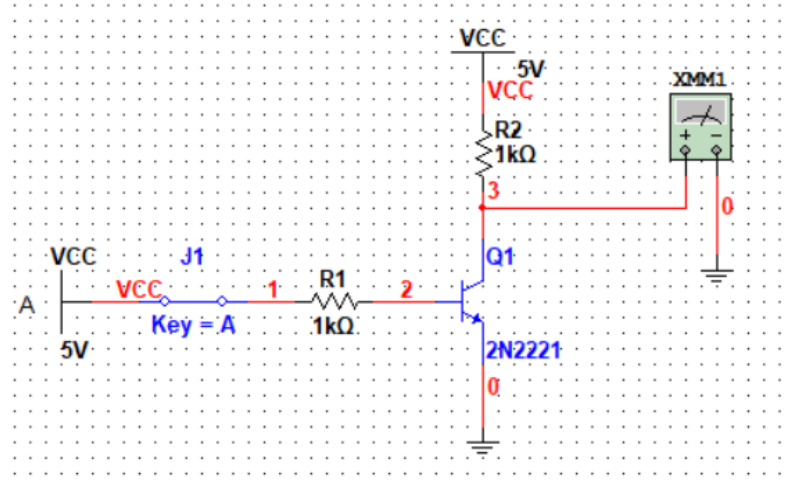 VCC
5V
VCC
XMM1
R2
1kΩ
+ −
3
0
VCC
J1
Q1
A
VCC
1
R1
2
Key = A
1kΩ
5V
2N2221
0